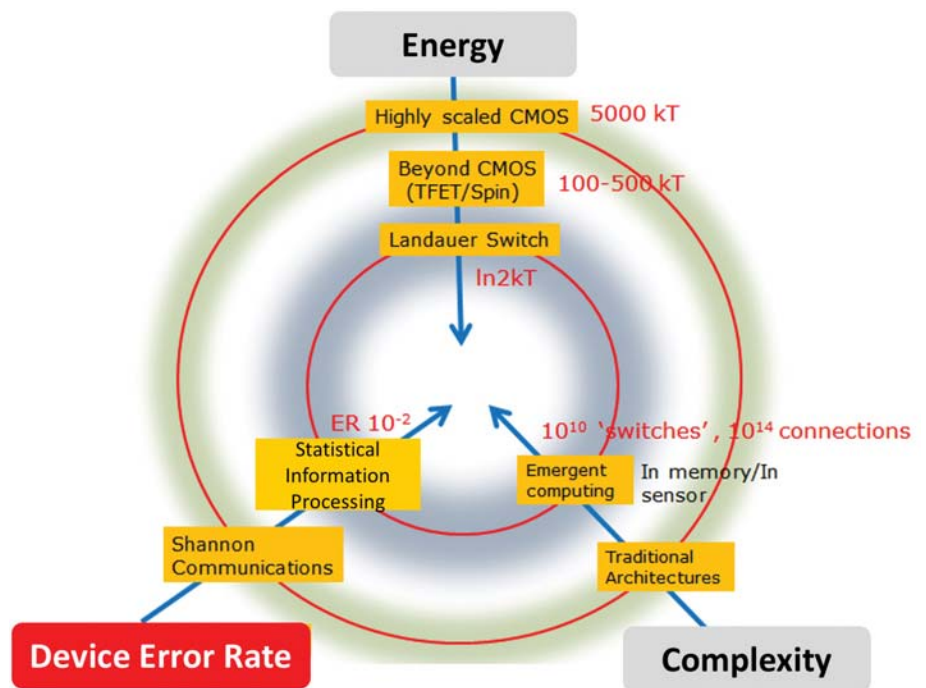 Energy
Highly scaled CMOS
5000 kT
Beyond CMOS
(TFET/Spin)
100-500 kT
Landauer Switch
ln2kT
ER 10⁻²
10¹⁰ ‘switches’ , 10¹⁴ connections
Statistical
Information
Processing
Emergent
computing
In memory/In
sensor
Shannon
Communications
Traditional
Architectures
Device Error Rate
Complexity